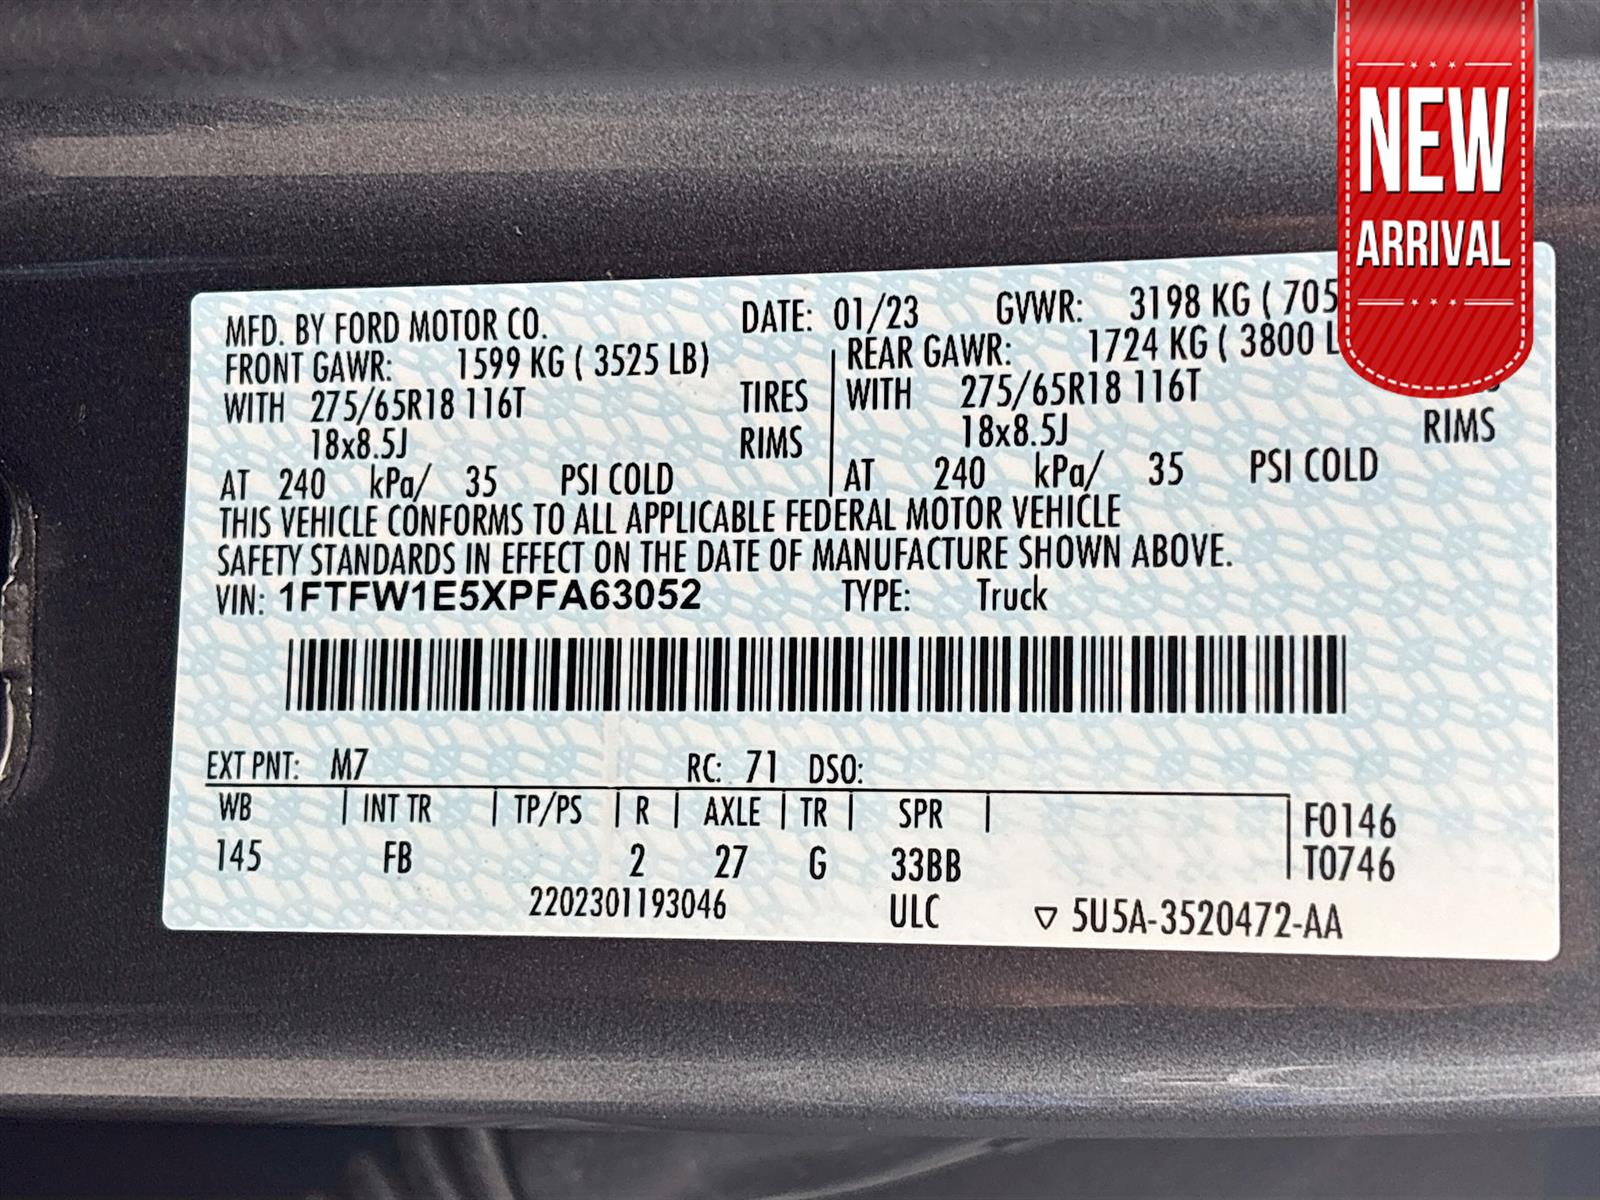 NEW
ARRIVAL
MFD. BY FORD MOTOR CO. DATE: 01/23 GVWR: 3198 KG ( 705
FRONT GAWR: 1599 KG ( 3525 LB) REAR GAWR: 1724 KG ( 3800 L
WITH 275/65R18 116T TIRES WITH 275/65R18 116T
18x8.5J RIMS 18x8.5J RIMS
AT 240 kPa/ 35 PSI COLD AT 240 kPa/ 35 PSI COLD
THIS VEHICLE CONFORMS TO ALL APPLICABLE FEDERAL MOTOR VEHICLE
SAFETY STANDARDS IN EFFECT ON THE DATE OF MANUFACTURE SHOWN ABOVE.
VIN: 1FTFW1E5XPFA63052 TYPE: Truck
EXT PNT: M7 RC: 71 DSO:
WB INT TR TP/PS R AXLE TR SPR F0146
145 FB 2 27 G 33BB T0746
2202301193046 ULC ▽ 5U5A-3520472-AA